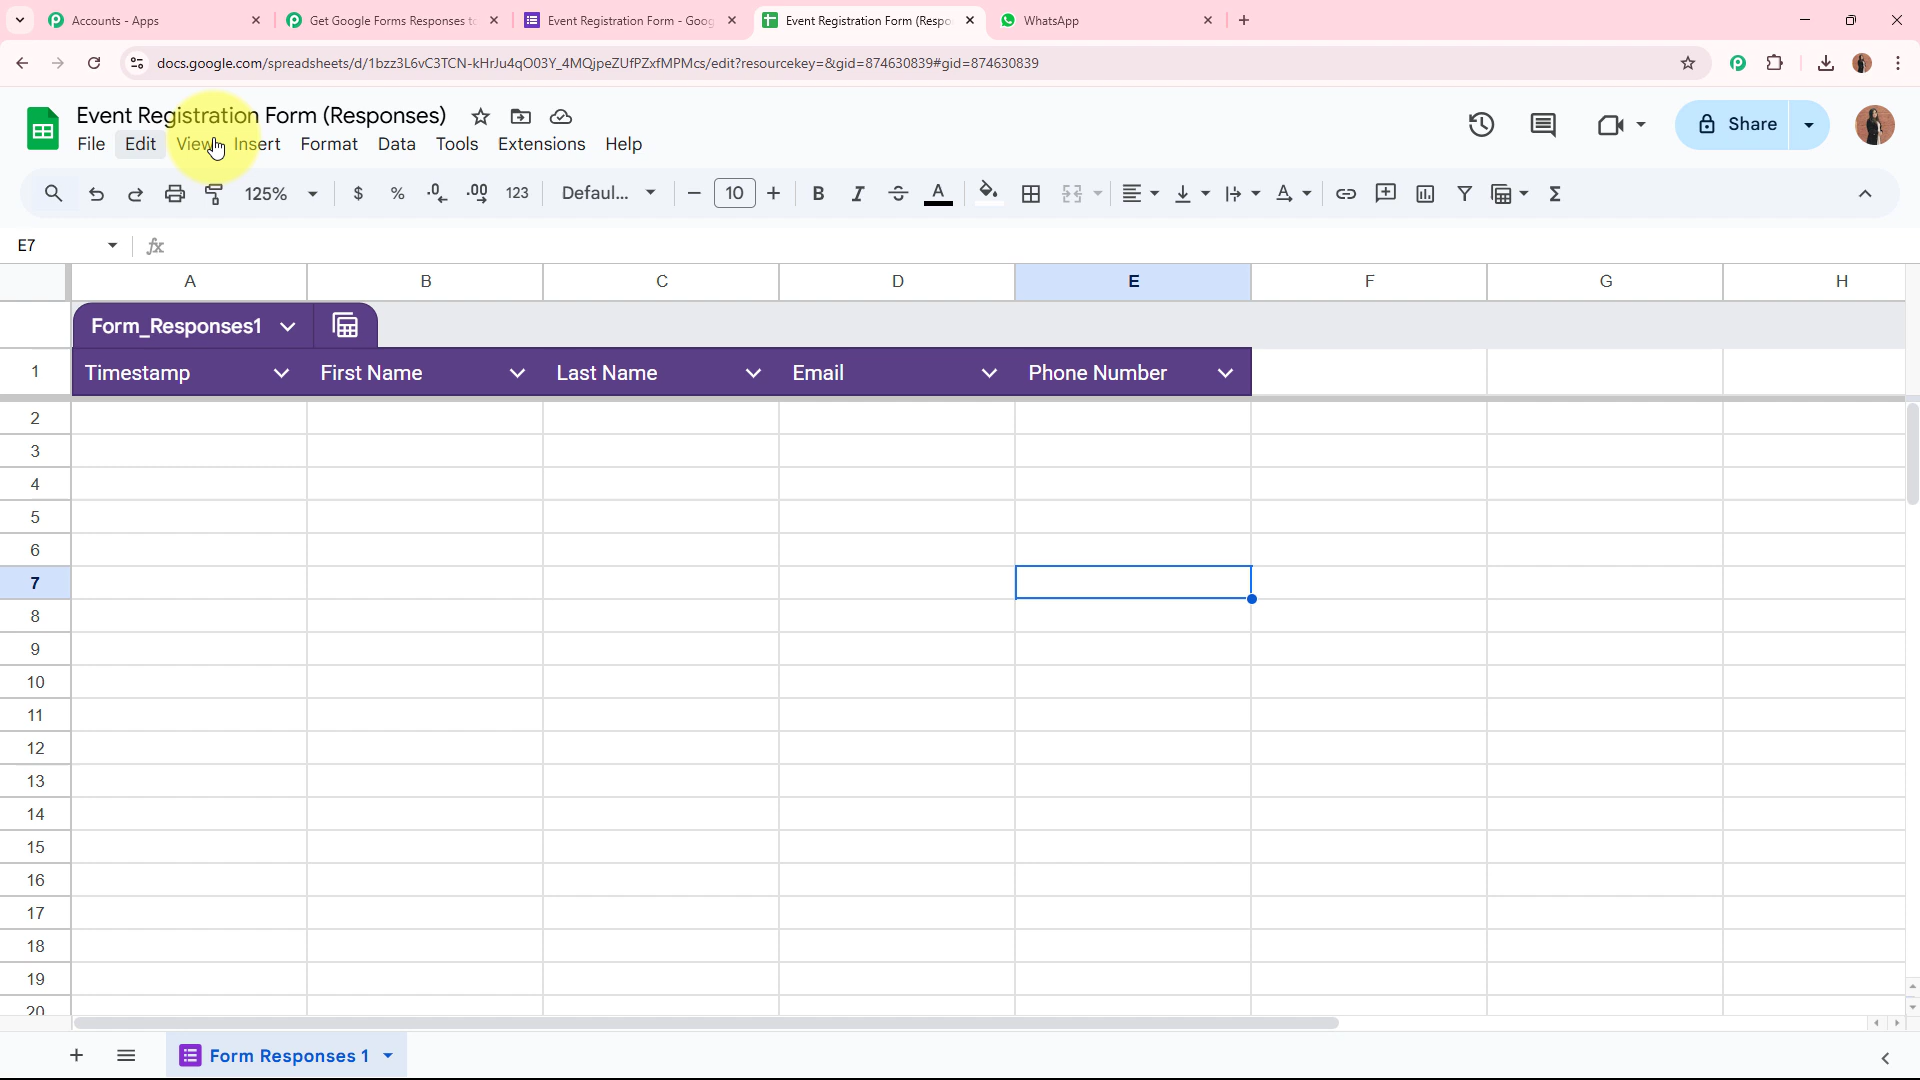 Accounts - Apps
Get Google Forms Responses to
Event Registration Form - Goog
Event Registration Form (Respo
WhatsApp
docs.google.com/spreadsheets/d/1bzz3L6vC3TCN-kHrJu4qO03Y_4MQjpeZUfPZxfMPMcs/edit?resourcekey=&gid=874630839#gid=874630839
Event Registration Form (Responses)
File Edit View Insert Format Data Tools Extensions Help
Share
125% $ % .0 .00 123 Defaul... 10 B I S A Σ
E7 fx
A B C D E F G H
Form_Responses1
1 Timestamp First Name Last Name Email Phone Number
2
3
4
5
6
7
8
9
10
11
12
13
14
15
16
17
18
19
20
Form Responses 1